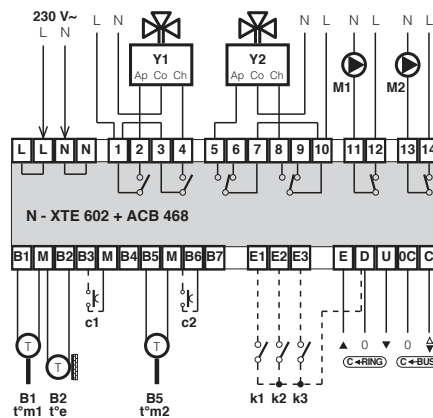 230 V~ L N Y1 Y2 N L N L N L
L N
Ap Co Ch Ap Co Ch
M1 M2
L L N N 1 2 3 4 5 6 7 8 9 10 11 12 13 14
N - XTE 602 + ACB 468
B1 M B2 B3 M B4 B5 M B6 B7 E1 E2 E3 E D U 0C C
c1 c2 0
T T T C◄RING C◄BUS
B1 B2 B5 k1 k2 k3
t°m1 t°e t°m2